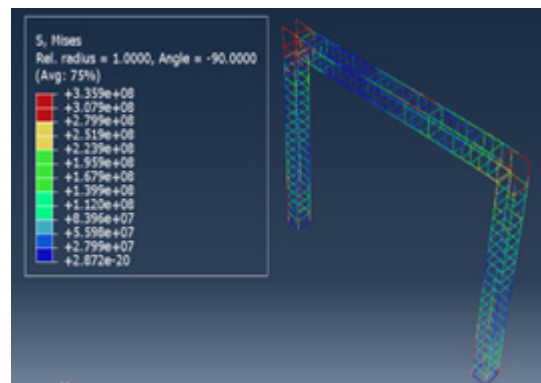 S, Mises
Rel. radius = 1.0000, Angle = -90.0000
(Avg: 75%)
+3.359e+08
+3.079e+08
+2.799e+08
+2.519e+08
+2.239e+08
+1.959e+08
+1.679e+08
+1.399e+08
+1.120e+08
+8.396e+07
+5.598e+07
+2.799e+07
+2.872e-20